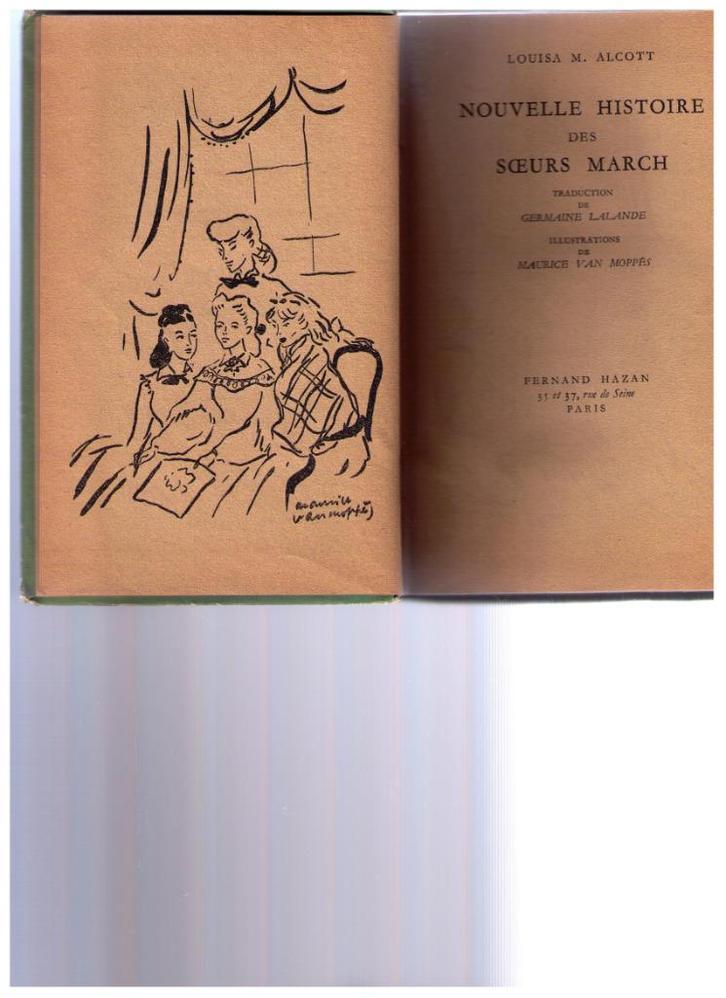 maurice
van moppès
LOUISA M. ALCOTT
NOUVELLE HISTOIRE
DES
SŒURS MARCH
TRADUCTION
DE
GERMAINE LALANDE
ILLUSTRATIONS
DE
MAURICE VAN MOPPÈS
FERNAND HAZAN
35 et 37, rue de Seine
PARIS